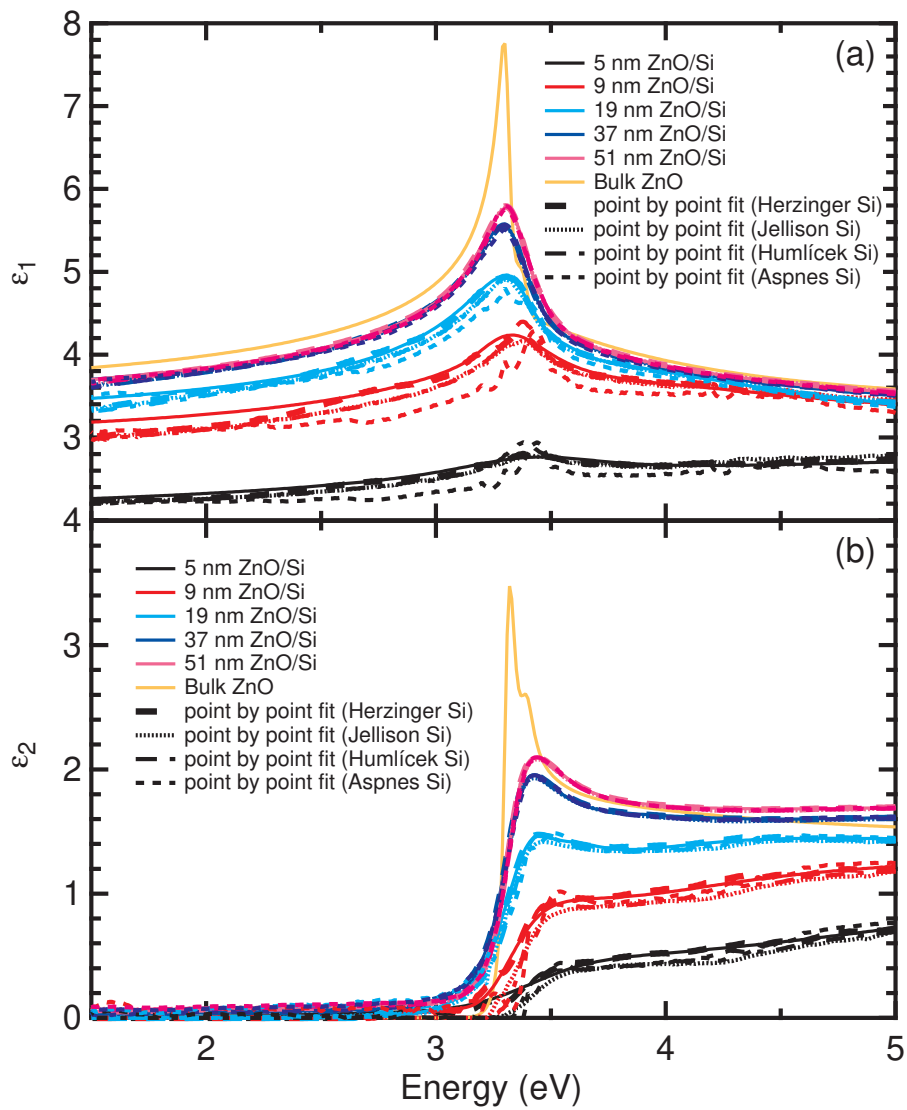 8
7
6
5
4
3
4
ε1
(a)
5 nm ZnO/Si
9 nm ZnO/Si
19 nm ZnO/Si
37 nm ZnO/Si
51 nm ZnO/Si
Bulk ZnO
point by point fit (Herzinger Si)
point by point fit (Jellison Si)
point by point fit (Humlícek Si)
point by point fit (Aspnes Si)
(b)
5 nm ZnO/Si
9 nm ZnO/Si
19 nm ZnO/Si
37 nm ZnO/Si
51 nm ZnO/Si
Bulk ZnO
point by point fit (Herzinger Si)
point by point fit (Jellison Si)
point by point fit (Humlícek Si)
point by point fit (Aspnes Si)
3
2
1
0
ε2
2 3 4 5
Energy (eV)